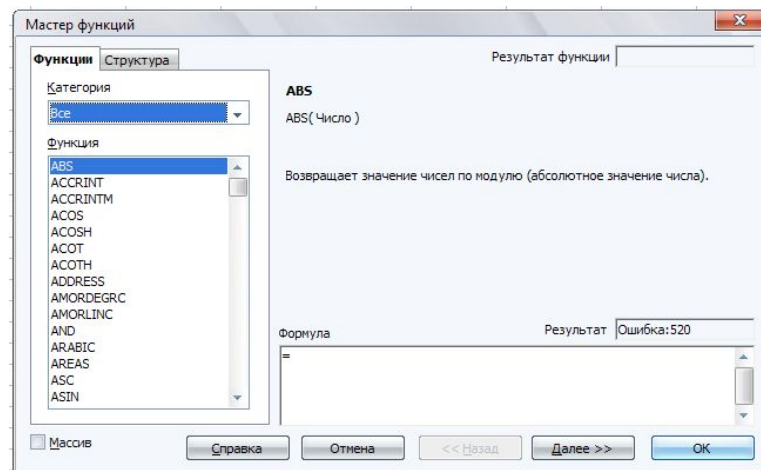 Мастер функций
Функции Структура
Результат функции
Категория
Все
Функция
ABS
ACCRINT
ACCRINTM
ACOS
ACOSH
ACOT
ACOTH
ADDRESS
AMORDEGRC
AMORLINC
AND
ARABIC
AREAS
ASC
ASIN
ABS
ABS( Число )
Возвращает значение чисел по модулю (абсолютное значение числа).
Формула
Результат Ошибка:520
=
Массив
Справка Отмена << Назад Далее >> OK